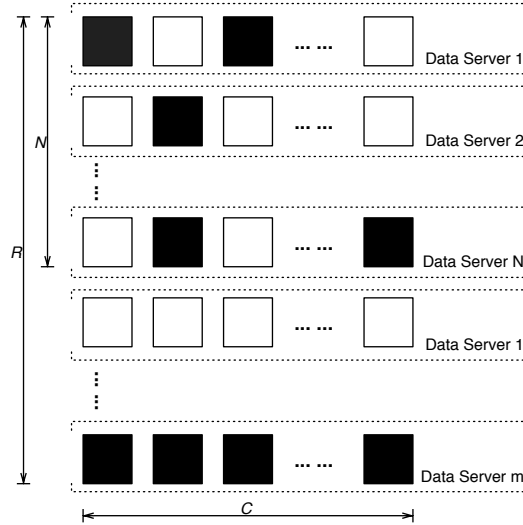 ... ... Data Server 1
N
... ... Data Server 2
R
... ... Data Server N
... ... Data Server 1
... ... Data Server m
C